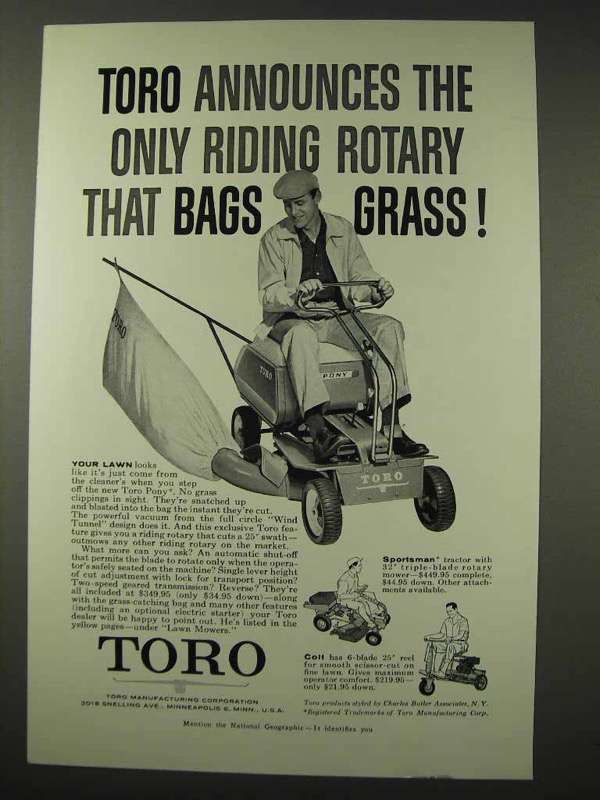 TORO ANNOUNCES THE
ONLY RIDING ROTARY
THAT BAGS GRASS!
TORO
TORO
PONY
TORO
YOUR LAWN looks
like it's just come from
the cleaner's when you step
off the new Toro Pony*. No grass
clippings in sight. They're snatched up
and blasted into the bag the instant they're cut.
The powerful vacuum from the full circle "Wind
Tunnel" design does it. And this exclusive Toro fea-
ture gives you a riding rotary that cuts a 25" swath—
outmows any other riding rotary on the market.
What more can you ask? An automatic shut-off
that permits the blade to rotate only when the opera-
tor's safely seated on the machine? Single lever height
of cut adjustment with lock for transport position?
Two-speed geared transmission? Reverse? They're
all included at $349.95 (only $34.95 down)—along
with the grass-catching bag and many other features
(including an optional electric starter) your Toro
dealer will be happy to point out. He's listed in the
yellow pages—under "Lawn Mowers."
TORO
TORO MANUFACTURING CORPORATION
3018 SNELLING AVE., MINNEAPOLIS 6, MINN., U.S.A.
Sportsman* tractor with
32" triple-blade rotary
mower—$449.95 complete,
$44.95 down. Other attach-
ments available.
Colt has 6-blade 25" reel
for smooth scissor-cut on
fine lawn. Gives maximum
operator comfort. $219.95—
only $21.95 down.
Toro products styled by Charles Butler Associates, N.Y.
*Registered Trademarks of Toro Manufacturing Corp.
Mention the National Geographic—It identifies you